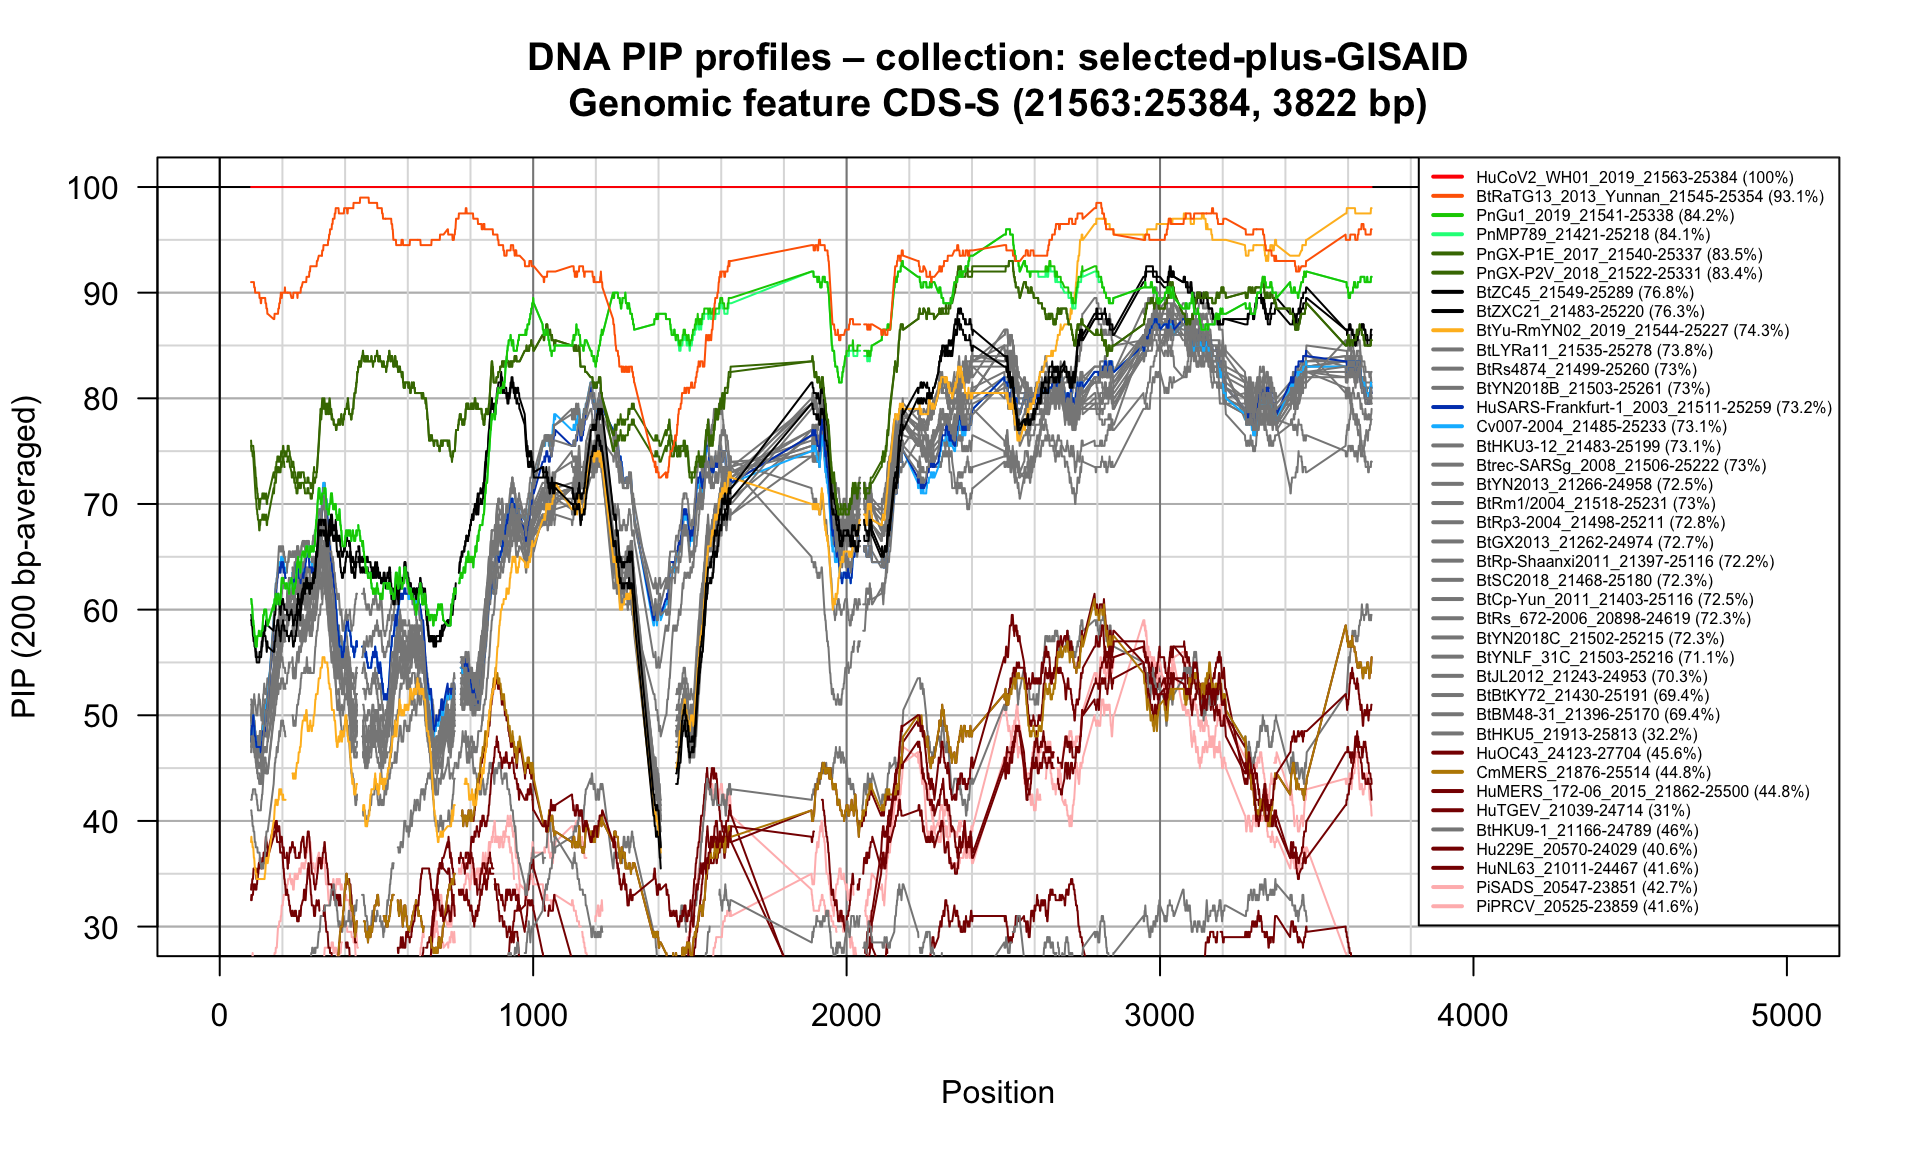 DNA PIP profiles – collection: selected-plus-GISAID
Genomic feature CDS-S (21563:25384, 3822 bp)
PIP (200 bp-averaged)
100
90
80
70
60
50
40
30
0
1000
2000
3000
4000
5000
Position
HuCoV2_WH01_2019_21563-25384 (100%)
BtRaTG13_2013_Yunnan_21545-25354 (93.1%)
PnGu1_2019_21541-25338 (84.2%)
PnMP789_21421-25218 (84.1%)
PnGX-P1E_2017_21540-25337 (83.5%)
PnGX-P2V_2018_21522-25331 (83.4%)
BtZC45_21549-25289 (76.8%)
BtZXC21_21483-25220 (76.3%)
BtYu-RmYN02_2019_21544-25227 (74.3%)
BtLYRa11_21535-25278 (73.8%)
BtRs4874_21499-25260 (73%)
BtYN2018B_21503-25261 (73%)
HuSARS-Frankfurt-1_2003_21511-25259 (73.2%)
Cv007-2004_21485-25233 (73.1%)
BtHKU3-12_21483-25199 (73.1%)
Btrec-SARSg_2008_21506-25222 (73%)
BtYN2013_21266-24958 (72.5%)
BtRm1/2004_21518-25231 (73%)
BtRp3-2004_21498-25211 (72.8%)
BtGX2013_21262-24974 (72.7%)
BtRp-Shaanxi2011_21397-25116 (72.2%)
BtSC2018_21468-25180 (72.3%)
BtCp-Yun_2011_21403-25116 (72.5%)
BtRs_672-2006_20898-24619 (72.3%)
BtYN2018C_21502-25215 (72.3%)
BtYNLF_31C_21503-25216 (71.1%)
BtJL2012_21243-24953 (70.3%)
BtBtKY72_21430-25191 (69.4%)
BtBM48-31_21396-25170 (69.4%)
BtHKU5_21913-25813 (32.2%)
HuOC43_24123-27704 (45.6%)
CmMERS_21876-25514 (44.8%)
HuMERS_172-06_2015_21862-25500 (44.8%)
HuTGEV_21039-24714 (31%)
BtHKU9-1_21166-24789 (46%)
Hu229E_20570-24029 (40.6%)
HuNL63_21011-24467 (41.6%)
PiSADS_20547-23851 (42.7%)
PiPRCV_20525-23859 (41.6%)